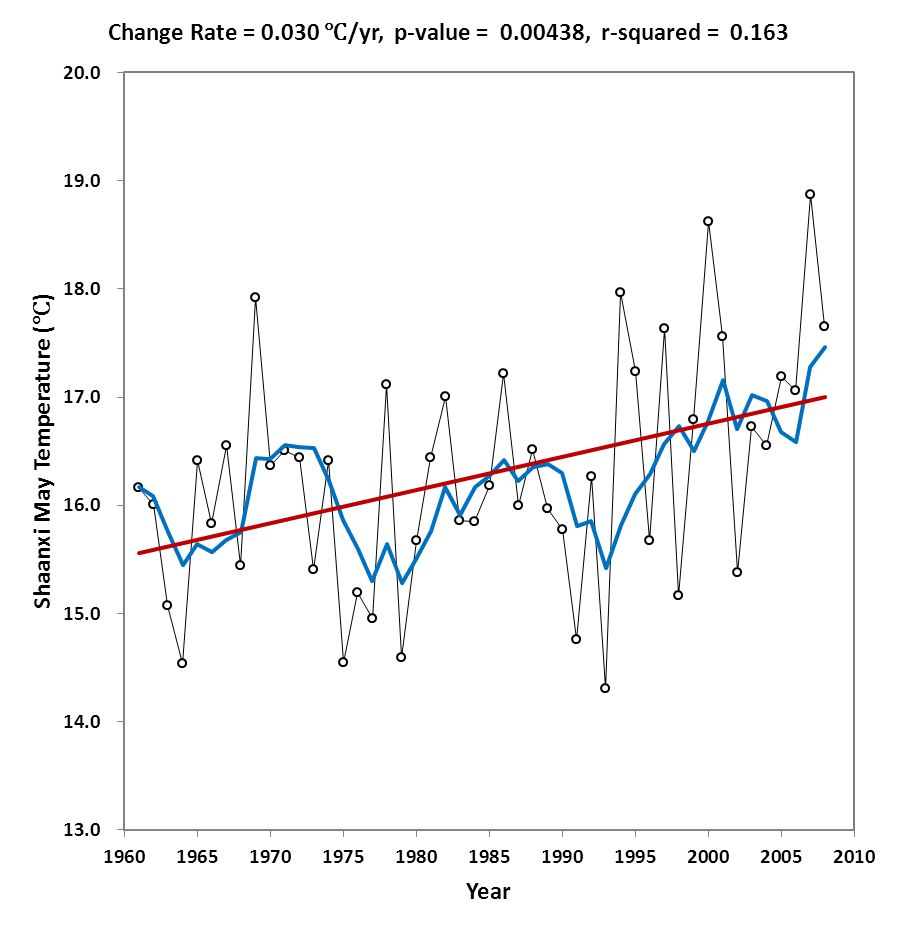 Change Rate = 0.030 ℃/yr, p-value = 0.00438, r-squared = 0.163
20.0
19.0
18.0
17.0
16.0
15.0
14.0
13.0
Shaanxi May Temperature (℃)
1960 1965 1970 1975 1980 1985 1990 1995 2000 2005 2010
Year